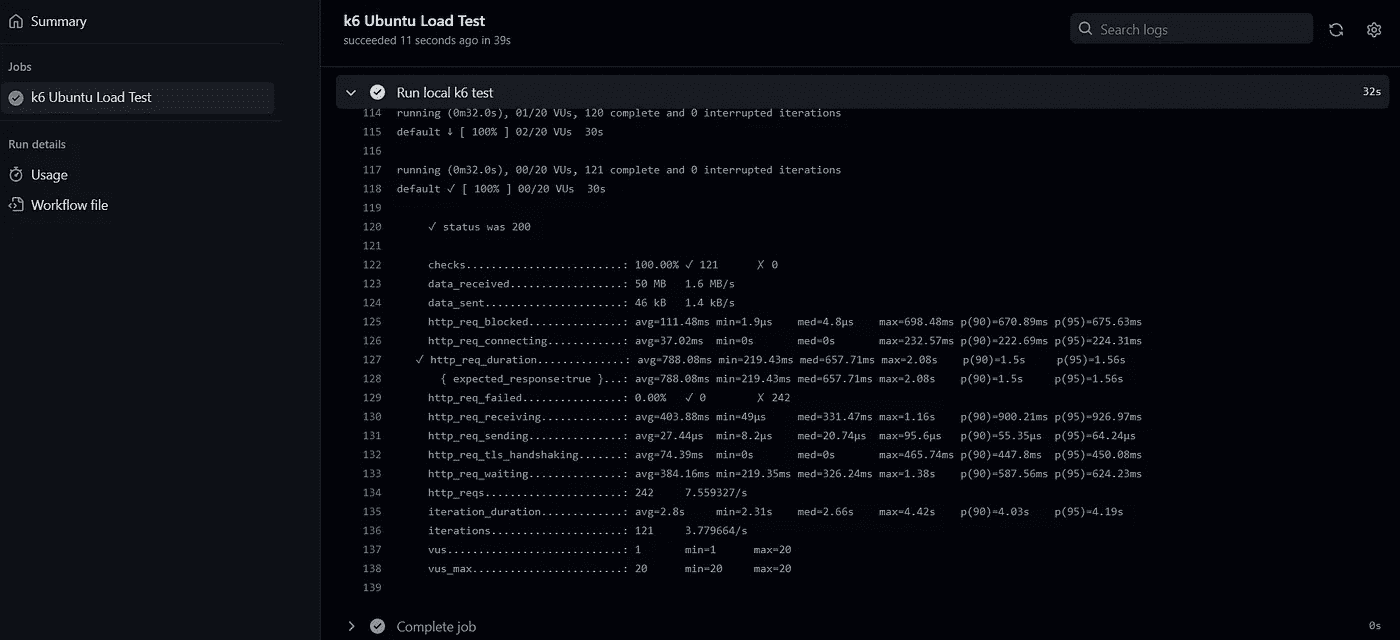 Summary
Jobs
k6 Ubuntu Load Test
Run details
Usage
Workflow file
k6 Ubuntu Load Test
succeeded 11 seconds ago in 39s
Search logs
Run local k6 test 32s
114 running (0m32.0s), 01/20 VUs, 120 complete and 0 interrupted iterations
115 default ↓ [ 100% ] 02/20 VUs  30s
116
117 running (0m32.0s), 00/20 VUs, 121 complete and 0 interrupted iterations
118 default ✓ [ 100% ] 00/20 VUs  30s
119
120 ✓ status was 200
121
122 checks.........................: 100.00% ✓ 121 ✗ 0
123 data_received..................: 50 MB 1.6 MB/s
124 data_sent......................: 46 kB 1.4 kB/s
125 http_req_blocked...............: avg=111.48ms min=1.9µs med=4.8µs max=698.48ms p(90)=670.89ms p(95)=675.63ms
126 http_req_connecting............: avg=37.02ms min=0s med=0s max=232.57ms p(90)=222.69ms p(95)=224.31ms
127 ✓ http_req_duration..............: avg=788.08ms min=219.43ms med=657.71ms max=2.08s p(90)=1.5s p(95)=1.56s
128 { expected_response:true }...: avg=788.08ms min=219.43ms med=657.71ms max=2.08s p(90)=1.5s p(95)=1.56s
129 http_req_failed................: 0.00% ✓ 0 ✗ 242
130 http_req_receiving.............: avg=403.88ms min=49µs med=331.47ms max=1.16s p(90)=900.21ms p(95)=926.97ms
131 http_req_sending...............: avg=27.44µs min=8.2µs med=20.74µs max=95.6µs p(90)=55.35µs p(95)=64.24µs
132 http_req_tls_handshaking.......: avg=74.39ms min=0s med=0s max=465.74ms p(90)=447.8ms p(95)=450.08ms
133 http_req_waiting...............: avg=384.16ms min=219.35ms med=326.24ms max=1.38s p(90)=587.56ms p(95)=624.23ms
134 http_reqs......................: 242 7.559327/s
135 iteration_duration.............: avg=2.8s min=2.31s med=2.66s max=4.42s p(90)=4.03s p(95)=4.19s
136 iterations.....................: 121 3.779664/s
137 vus............................: 1 min=1 max=20
138 vus_max........................: 20 min=20 max=20
139
Complete job 0s